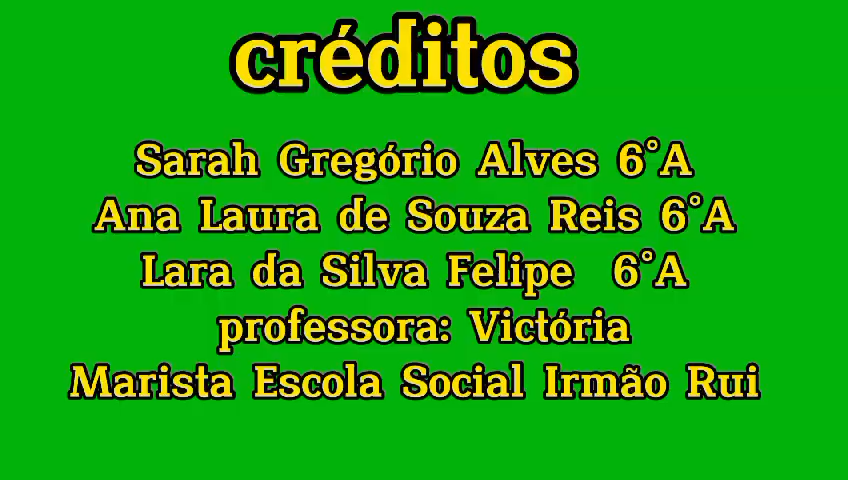 créditos
Sarah Gregório Alves 6°A
Ana Laura de Souza Reis 6°A
Lara da Silva Felipe 6°A
professora: Victória
Marista Escola Social Irmão Rui